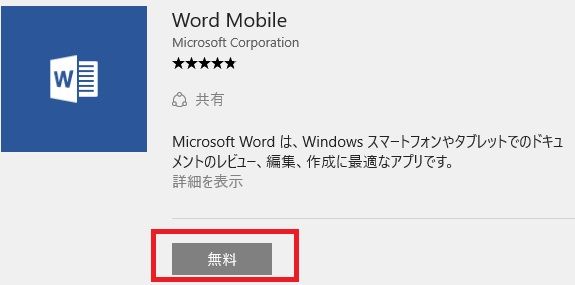 Word Mobile
Microsoft Corporation
共有
Microsoft Word は、Windows スマートフォンやタブレットでのドキュ
メントのレビュー、編集、作成に最適なアプリです。
詳細を表示
無料
W